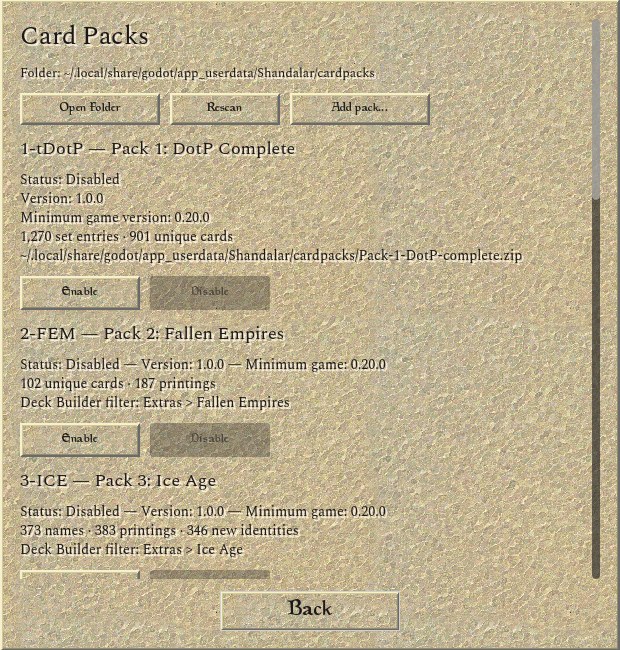 Card Packs
Folder: ~/.local/share/godot/app_userdata/Shandalar/cardpacks
Open Folder Rescan Add pack...
1-tDotP — Pack 1: DotP Complete
Status: Disabled
Version: 1.0.0
Minimum game version: 0.20.0
1,270 set entries · 901 unique cards
~/.local/share/godot/app_userdata/Shandalar/cardpacks/Pack-1-DotP-complete.zip
Enable Disable
2-FEM — Pack 2: Fallen Empires
Status: Disabled — Version: 1.0.0 — Minimum game: 0.20.0
102 unique cards · 187 printings
Deck Builder filter: Extras > Fallen Empires
Enable Disable
3-ICE — Pack 3: Ice Age
Status: Disabled — Version: 1.0.0 — Minimum game: 0.20.0
373 names · 383 printings · 346 new identities
Deck Builder filter: Extras > Ice Age
Back